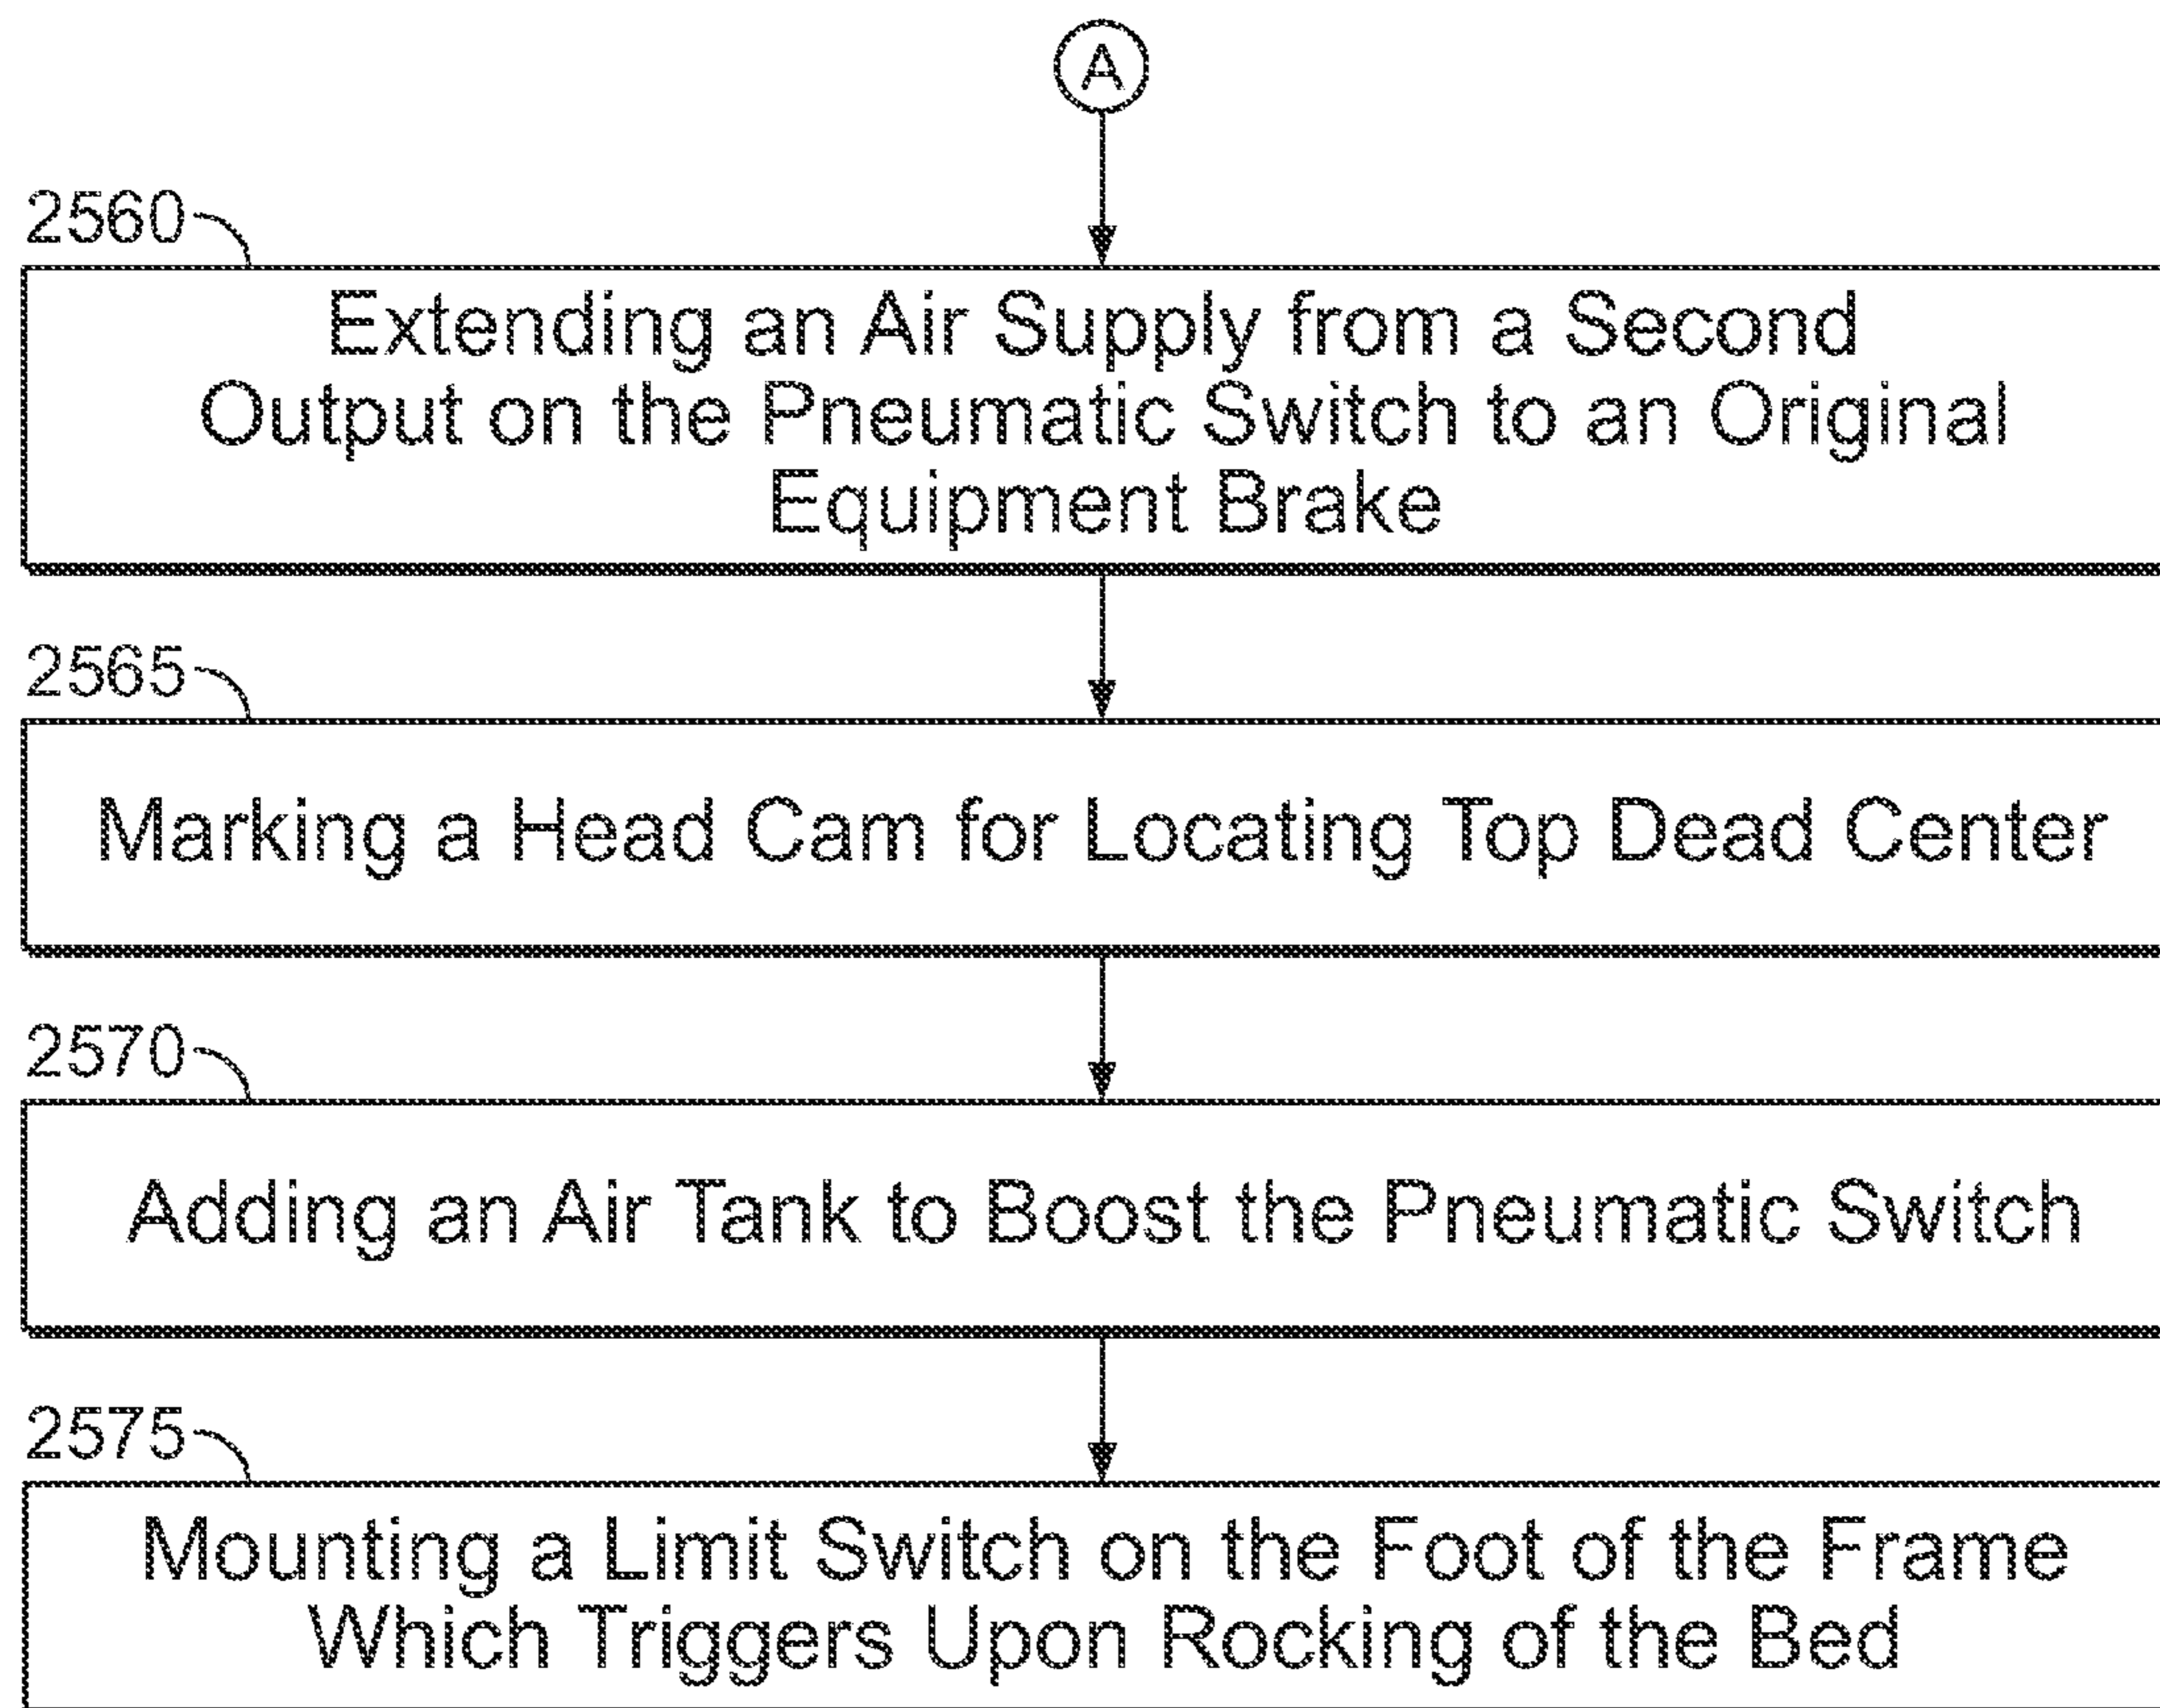 A
2560
Extending an Air Supply from a Second
Output on the Pneumatic Switch to an Original
Equipment Brake
2565
Marking a Head Cam for Locating Top Dead Center
2570
Adding an Air Tank to Boost the Pneumatic Switch
2575
Mounting a Limit Switch on the Foot of the Frame
Which Triggers Upon Rocking of the Bed